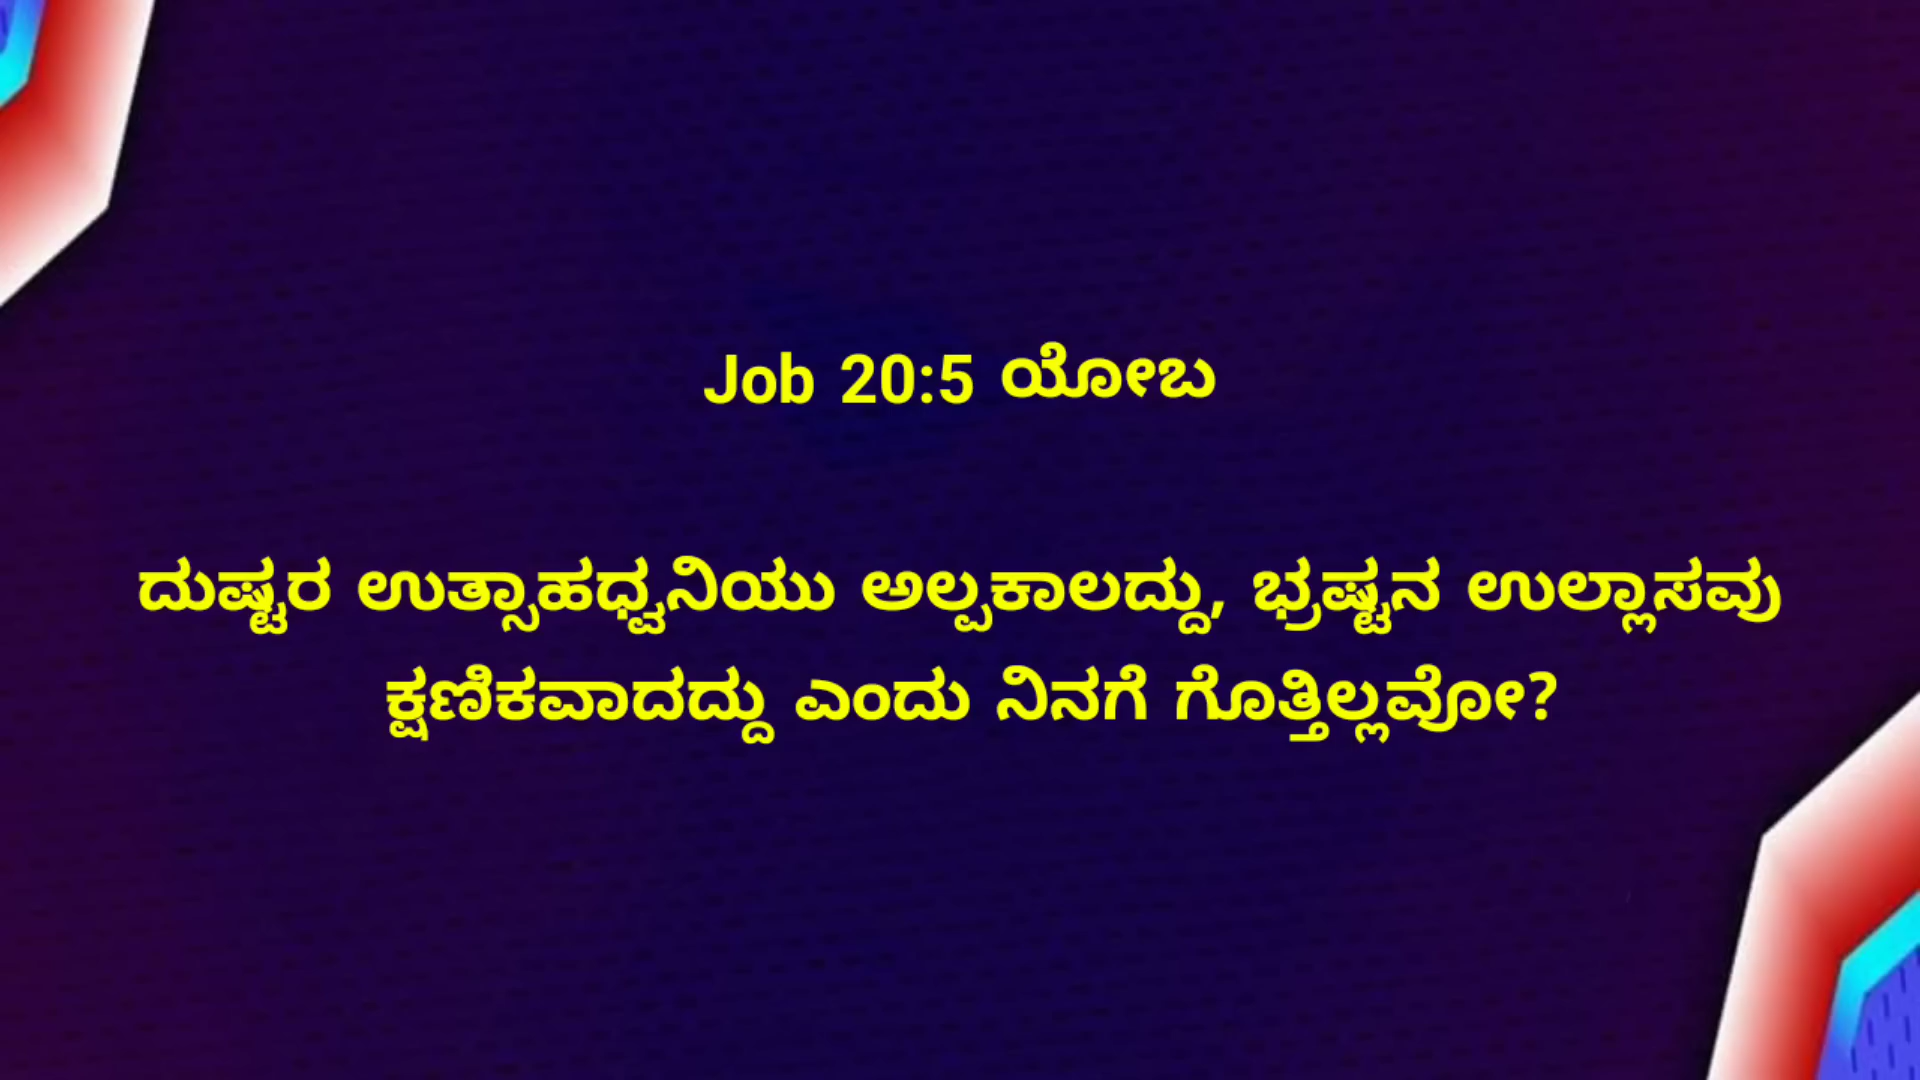 Job 20:5 ಯೋಬ
ದುಷ್ಟರ ಉತ್ಸಾಹಧ್ವನಿಯು ಅಲ್ಪಕಾಲದ್ದು, ಭ್ರಷ್ಟನ ಉಲ್ಲಾಸವು
ಕ್ಷಣಿಕವಾದದ್ದು ಎಂದು ನಿನಗೆ ಗೊತ್ತಿಲ್ಲವೋ?